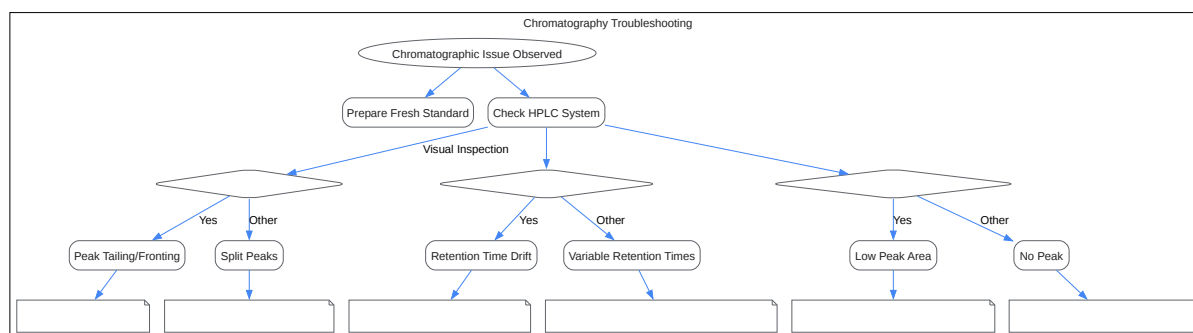 Chromatography Troubleshooting
Chromatographic Issue Observed
Prepare Fresh Standard
Check HPLC System
Visual Inspection
Yes
Other
Yes
Other
Yes
Other
Peak Tailing/Fronting
Split Peaks
Retention Time Drift
Variable Retention Times
Low Peak Area
No Peak